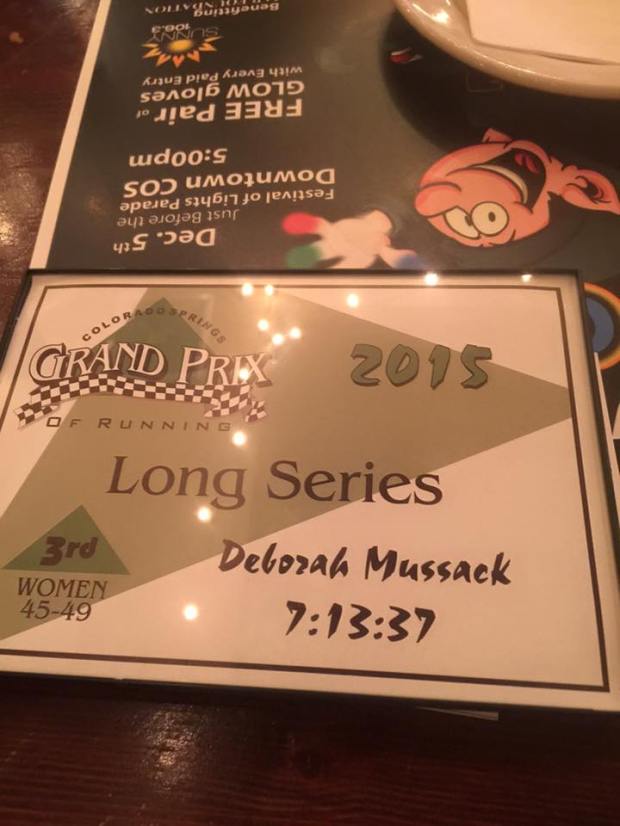 Dec. 5th
Just Before the
Festival of Lights Parade
Downtown COS
5:00pm
FREE Pair of
GLOW gloves
with Every Paid Entry
SUNNY
106.3
Benefitting
FOUNDATION
COLORADO SPRINGS
GRAND PRIX
OF RUNNING
2015
Long Series
3rd
WOMEN
45-49
Deborah Mussack
7:13:37